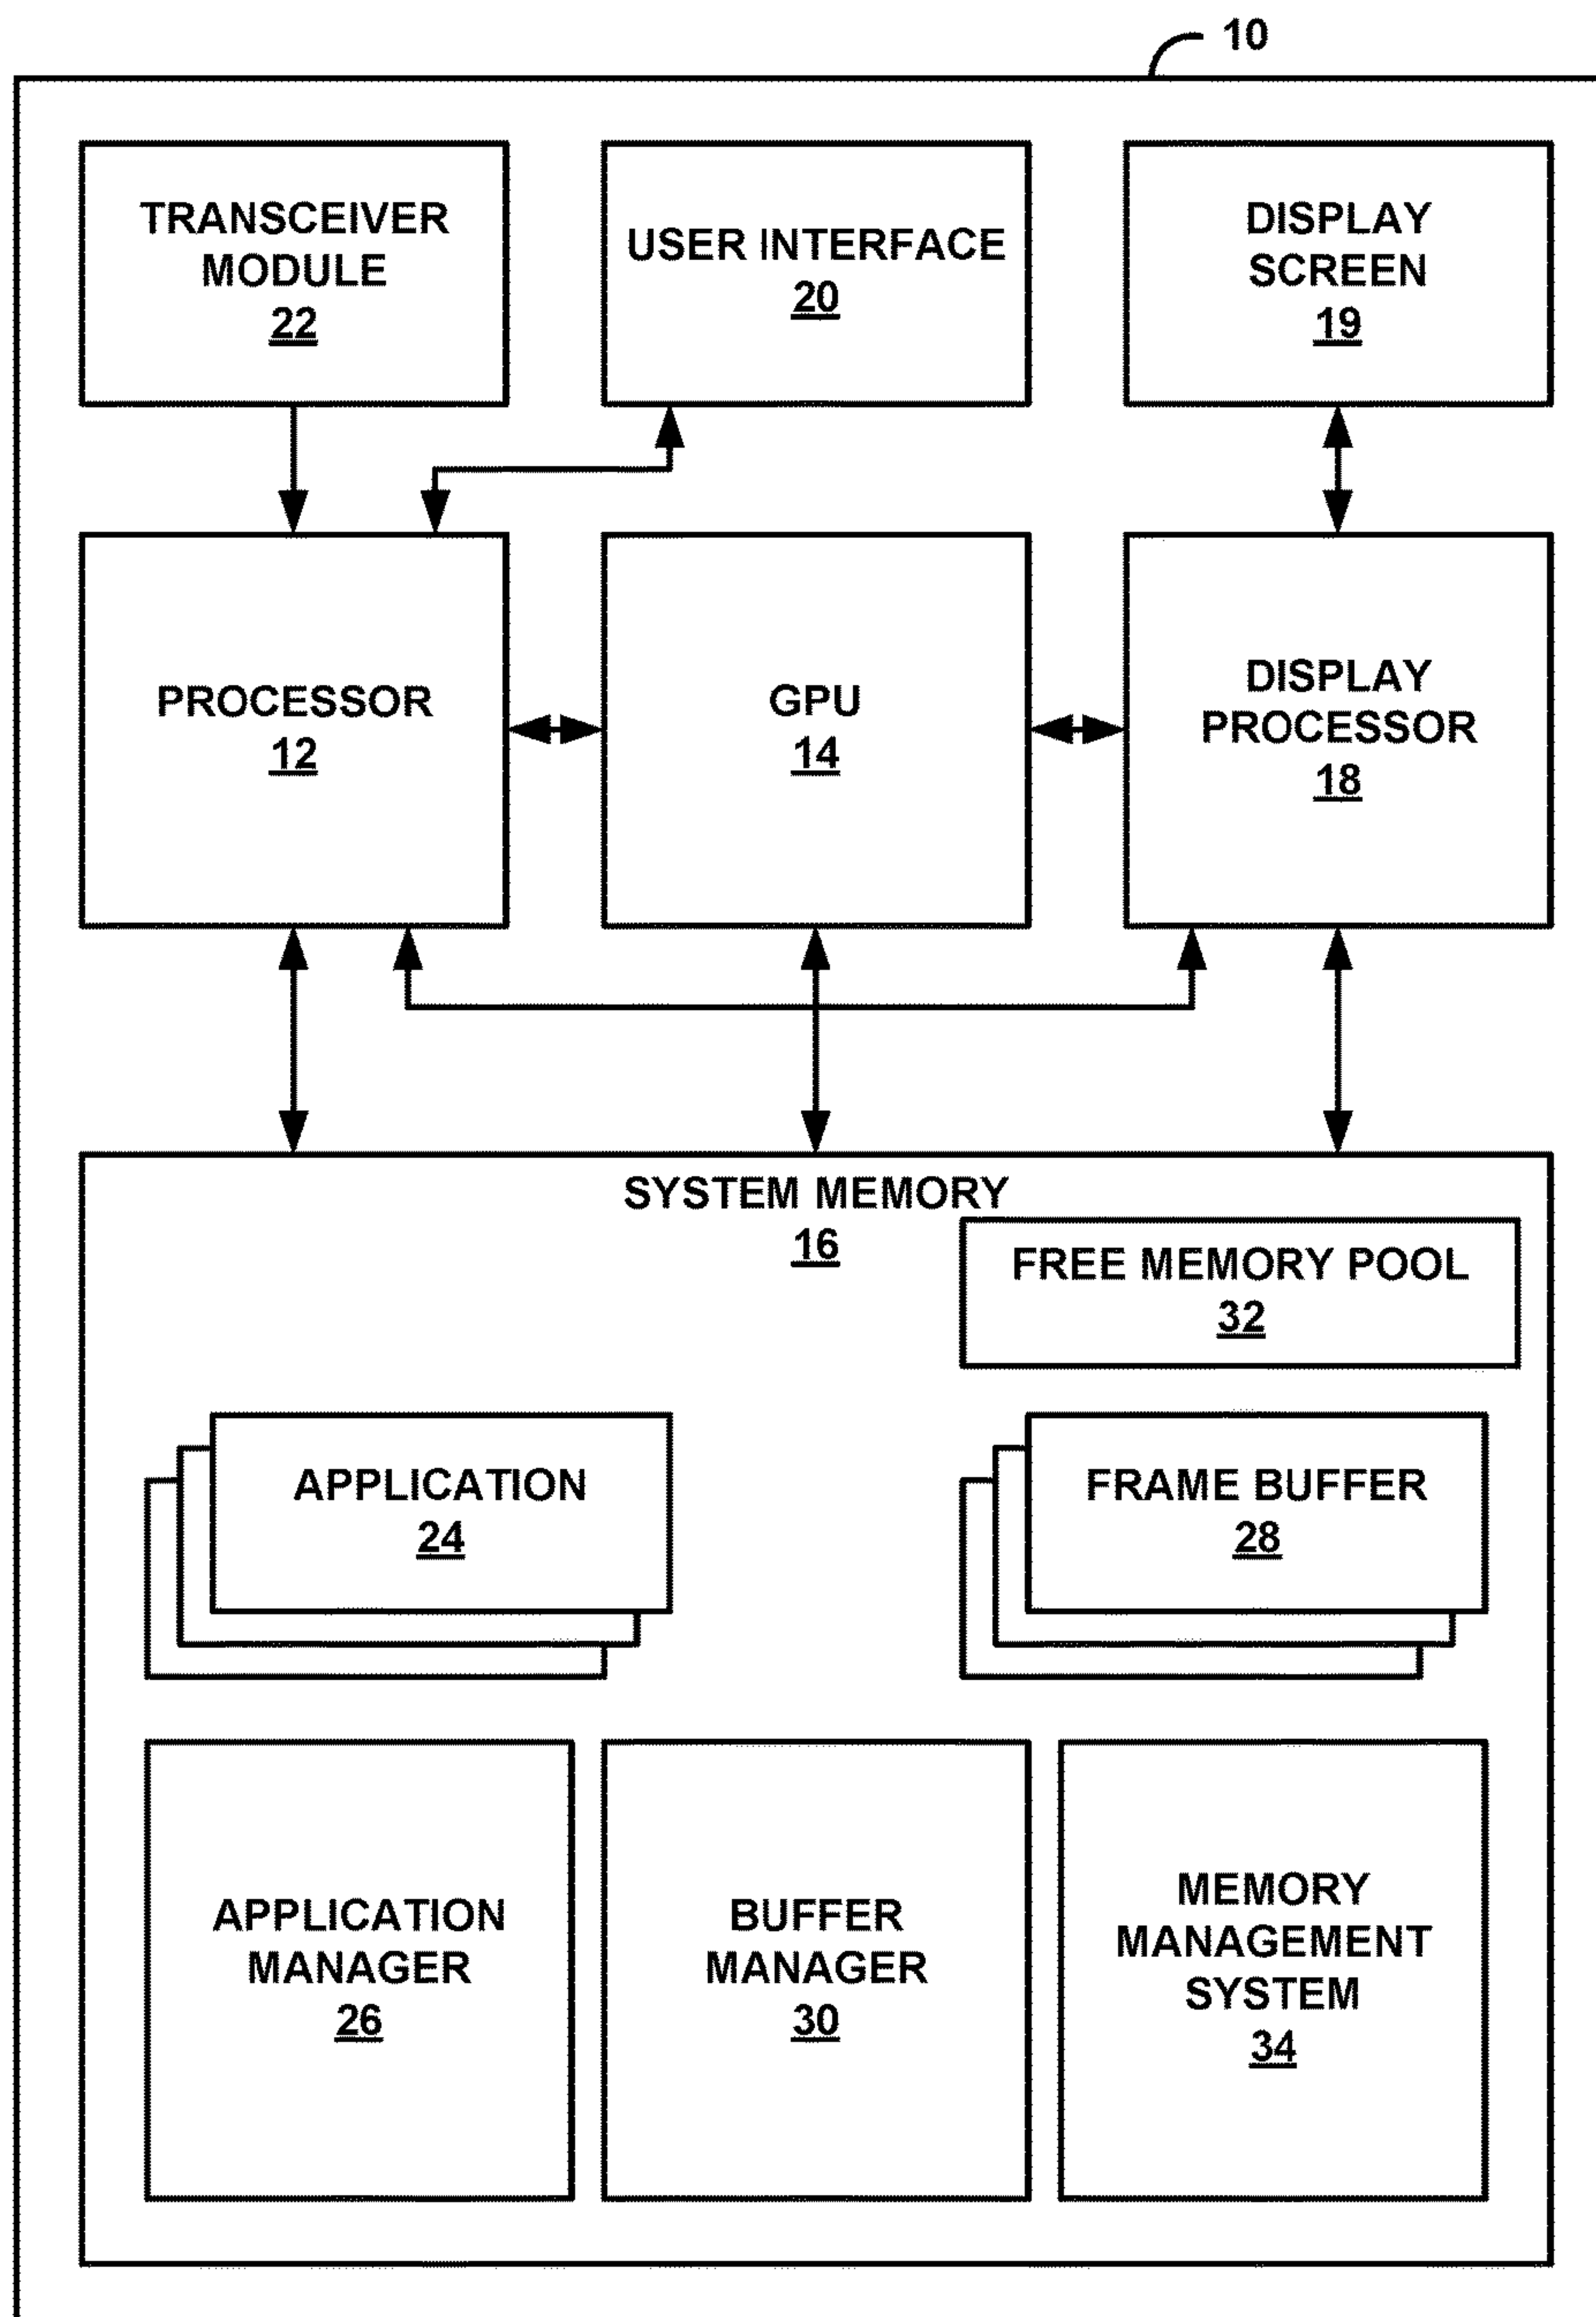 10
TRANSCEIVER
MODULE
22
USER INTERFACE
20
DISPLAY
SCREEN
19
PROCESSOR
12
GPU
14
DISPLAY
PROCESSOR
18
SYSTEM MEMORY
16
FREE MEMORY POOL
32
APPLICATION
24
FRAME BUFFER
28
APPLICATION
MANAGER
26
BUFFER
MANAGER
30
MEMORY
MANAGEMENT
SYSTEM
34